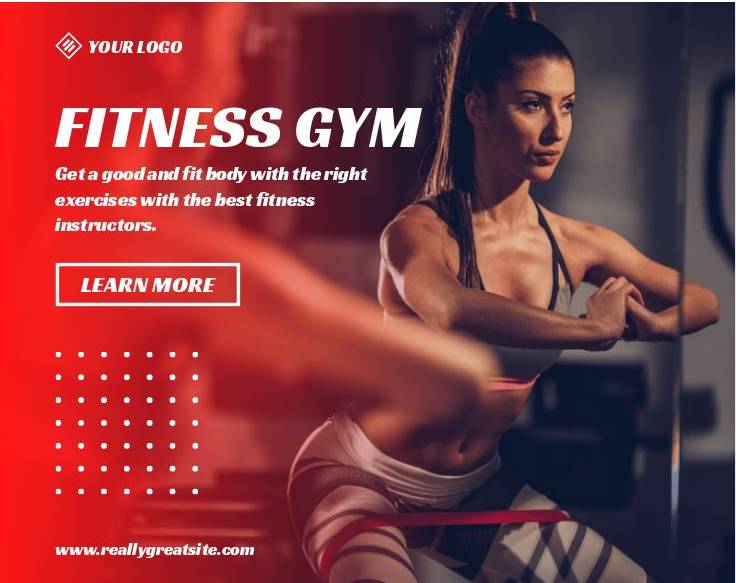 YOUR LOGO
FITNESS GYM
Get a good and fit body with the right
exercises with the best fitness
instructors.
LEARN MORE
www.reallygreatsite.com